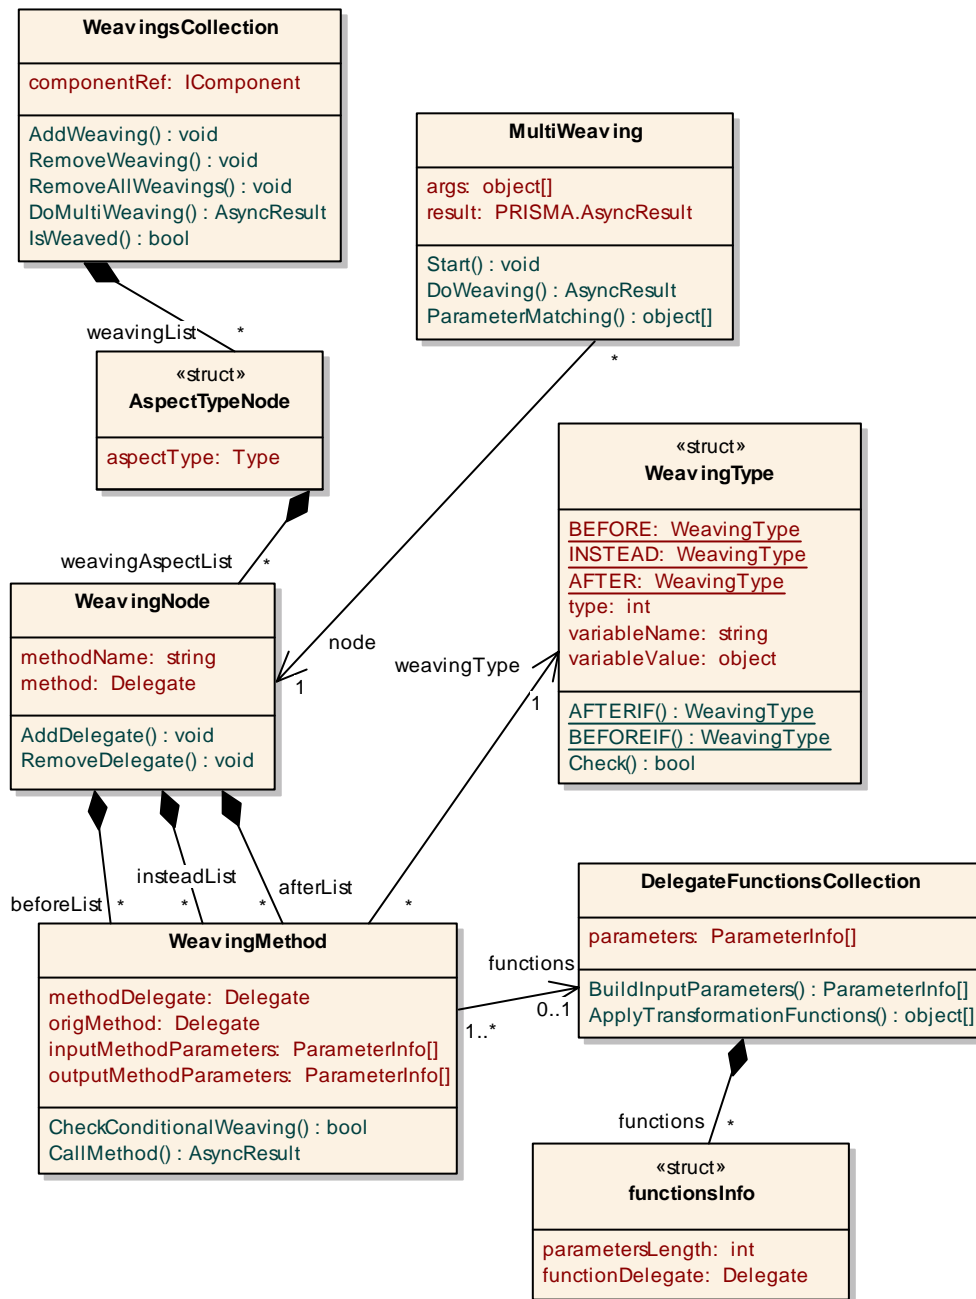 WeavingsCollection
componentRef: IComponent
AddWeaving() : void
RemoveWeaving() : void
RemoveAllWeavings() : void
DoMultiWeaving() : AsyncResult
IsWeaved() : bool
MultiWeaving
args: object[]
result: PRISMA.AsyncResult
Start() : void
DoWeaving() : AsyncResult
ParameterMatching() : object[]
weavingList *
*
«struct»
AspectTypeNode
aspectType: Type
«struct»
WeavingType
BEFORE: WeavingType
INSTEAD: WeavingType
AFTER: WeavingType
type: int
variableName: string
variableValue: object
AFTERIF() : WeavingType
BEFOREIF() : WeavingType
Check() : bool
weavingAspectList *
WeavingNode
methodName: string
method: Delegate
AddDelegate() : void
RemoveDelegate() : void
node
1
weavingType
1
beforeList *
insteadList
*
afterList
*
*
WeavingMethod
methodDelegate: Delegate
origMethod: Delegate
inputMethodParameters: ParameterInfo[]
outputMethodParameters: ParameterInfo[]
CheckConditionalWeaving() : bool
CallMethod() : AsyncResult
functions
1..*
0..1
DelegateFunctionsCollection
parameters: ParameterInfo[]
BuildInputParameters() : ParameterInfo[]
ApplyTransformationFunctions() : object[]
functions *
«struct»
functionsInfo
parametersLength: int
functionDelegate: Delegate